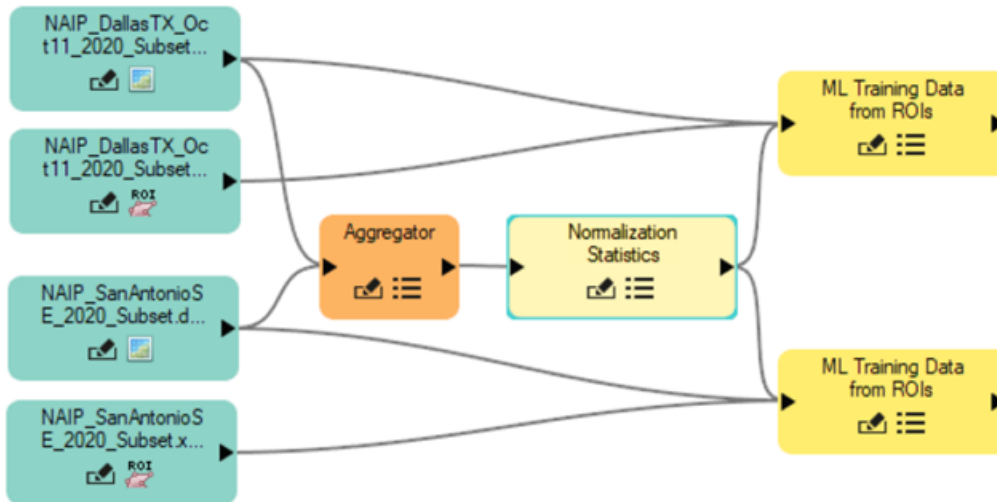 NAIP_DallasTX_Oc
t11_2020_Subset...
NAIP_DallasTX_Oc
t11_2020_Subset...
ROI
NAIP_SanAntonioS
E_2020_Subset.d...
NAIP_SanAntonioS
E_2020_Subset.x...
ROI
Aggregator
Normalization
Statistics
ML Training Data
from ROIs
ML Training Data
from ROIs